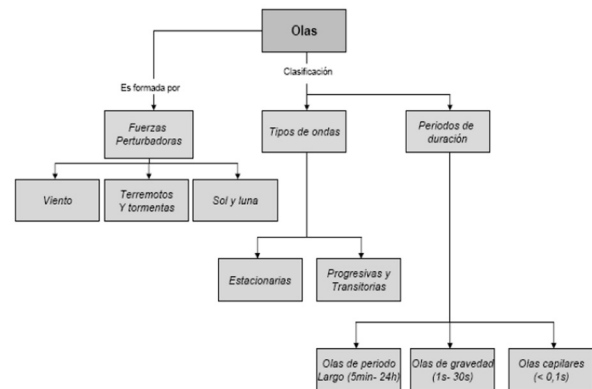 Olas
Clasificación
Es formada por
Fuerzas
Perturbadoras
Tipos de ondas
Periodos de
duración
Viento
Terremotos
Y tormentas
Sol y luna
Estacionarias
Progresivas y
Transitorias
Olas de periodo
Largo (5min- 24h)
Olas de gravedad
(1s- 30s)
Olas capilares
(< 0,1s)